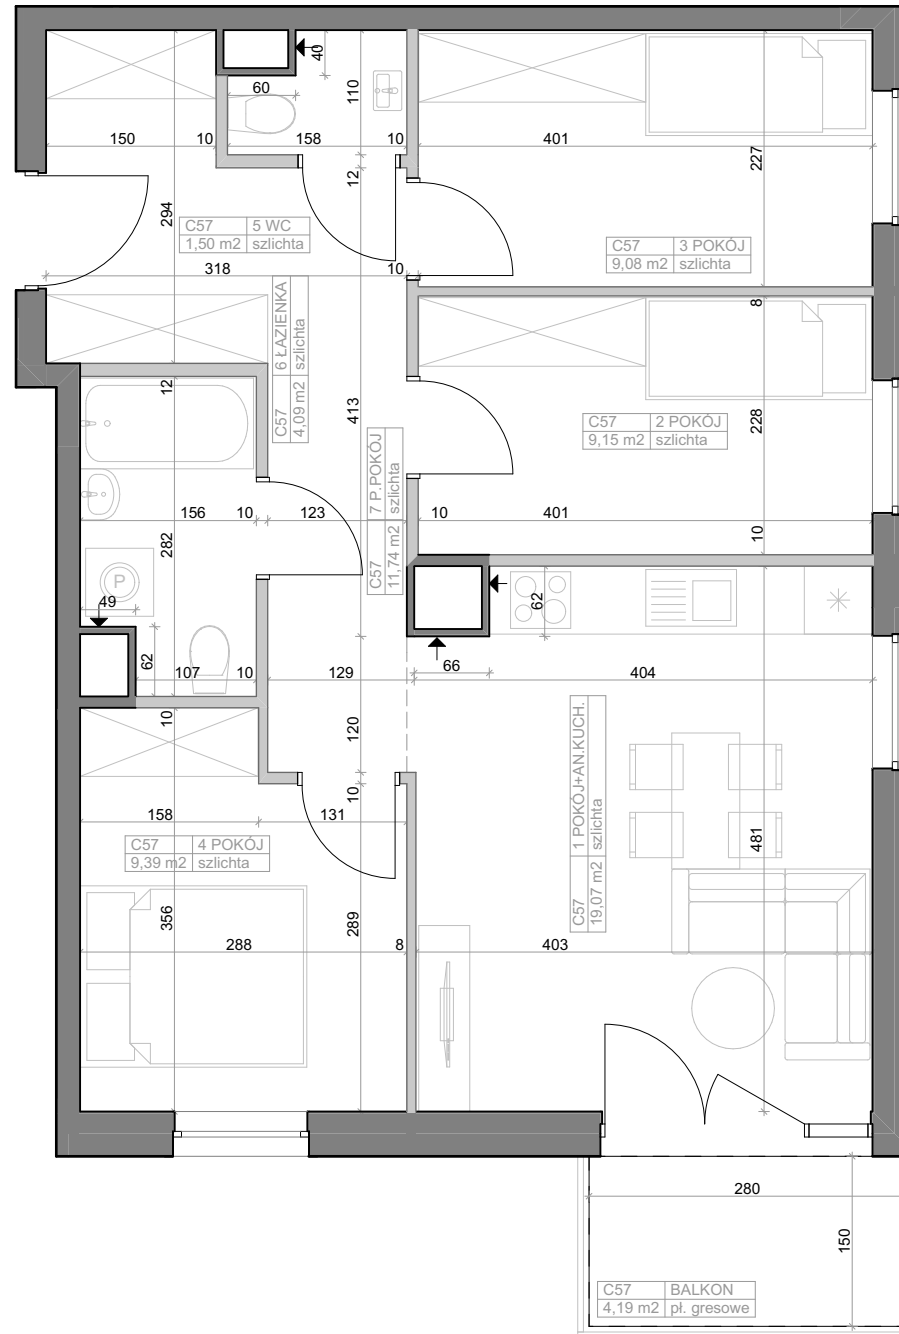 40
60
110
150
10
158
10
401
227
12
294
C57 5 WC
1,50 m2 szlichta
C57 3 POKÓJ
9,08 m2 szlichta
318
10
8
C57 6 ŁAZIENKA
4,09 m2 szlichta
12
413
C57 2 POKÓJ
9,15 m2 szlichta
228
C57 7 P.POKÓJ
11,74 m2 szlichta
156
10
123
10
401
10
282
P
49
62
62
107
10
129
66
404
10
120
C57 1 POKÓJ+AN.KUCH.
19,07 m2 szlichta
10
158
131
481
C57 4 POKÓJ
9,39 m2 szlichta
356
289
288
8
403
280
150
C57 BALKON
4,19 m2 pł. gresowe